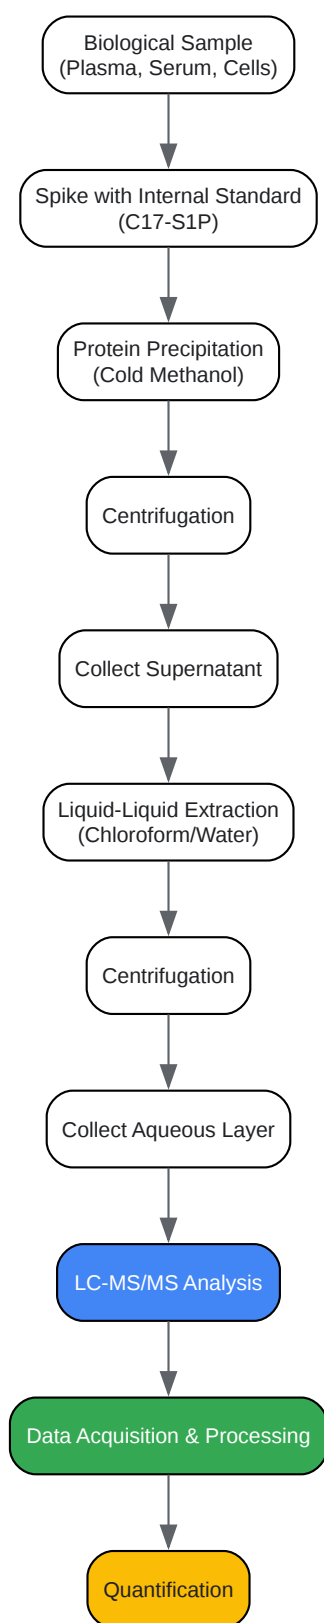 Biological Sample
(Plasma, Serum, Cells)
Spike with Internal Standard
(C17-S1P)
Protein Precipitation
(Cold Methanol)
Centrifugation
Collect Supernatant
Liquid-Liquid Extraction
(Chloroform/Water)
Centrifugation
Collect Aqueous Layer
LC-MS/MS Analysis
Data Acquisition & Processing
Quantification